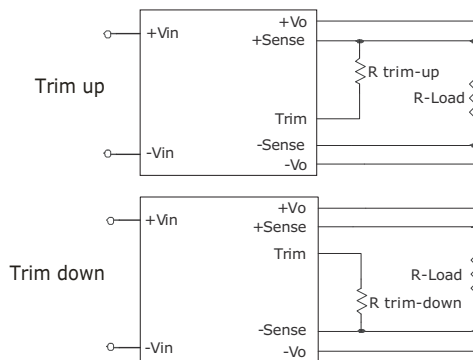 +Vo
+Vin
+Sense
R trim-up
Trim up
R-Load
Trim
-Sense
-Vin
-Vo
+Vo
+Vin
+Sense
Trim
Trim down
R-Load
R trim-down
-Sense
-Vin
-Vo